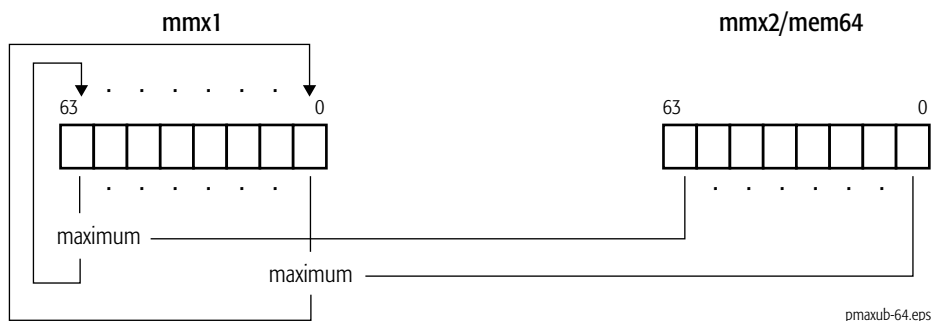 mmx1 mmx2/mem64
. . . . . .
63 0 63 0
. . . . . . . . . . . .
maximum
maximum
pmaxub-64.eps